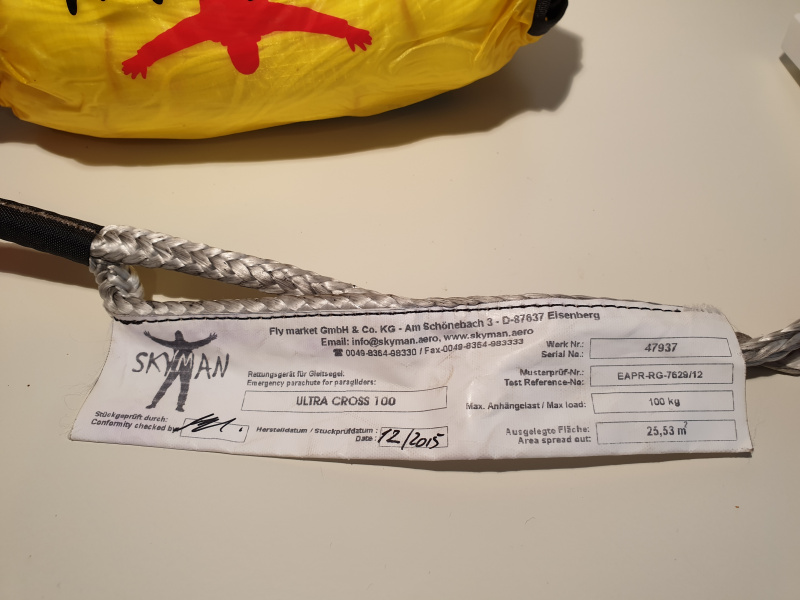 Fly market GmbH & Co. KG - Am Schönebach 3 - D-87637 Eisenberg
Email: info@skyman.aero, www.skyman.aero
☎ 0049-8364-98330 / Fax-0049-8364-983333
SKYMAN
Rettungsgerät für Gleitsegel:
Emergency parachute for paragliders:
ULTRA CROSS 100
Stückgeprüft durch:
Conformity checked by
Herstelldatum / Stückprüfdatum :
Date :
12/2015
Werk Nr.:
Serial No.:
47937
Musterprüf-Nr.:
Test Reference-No:
EAPR-RG-7629/12
Max. Anhängelast / Max load:
100 kg
Ausgelegte Fläche:
Area spread out:
25,53 m²